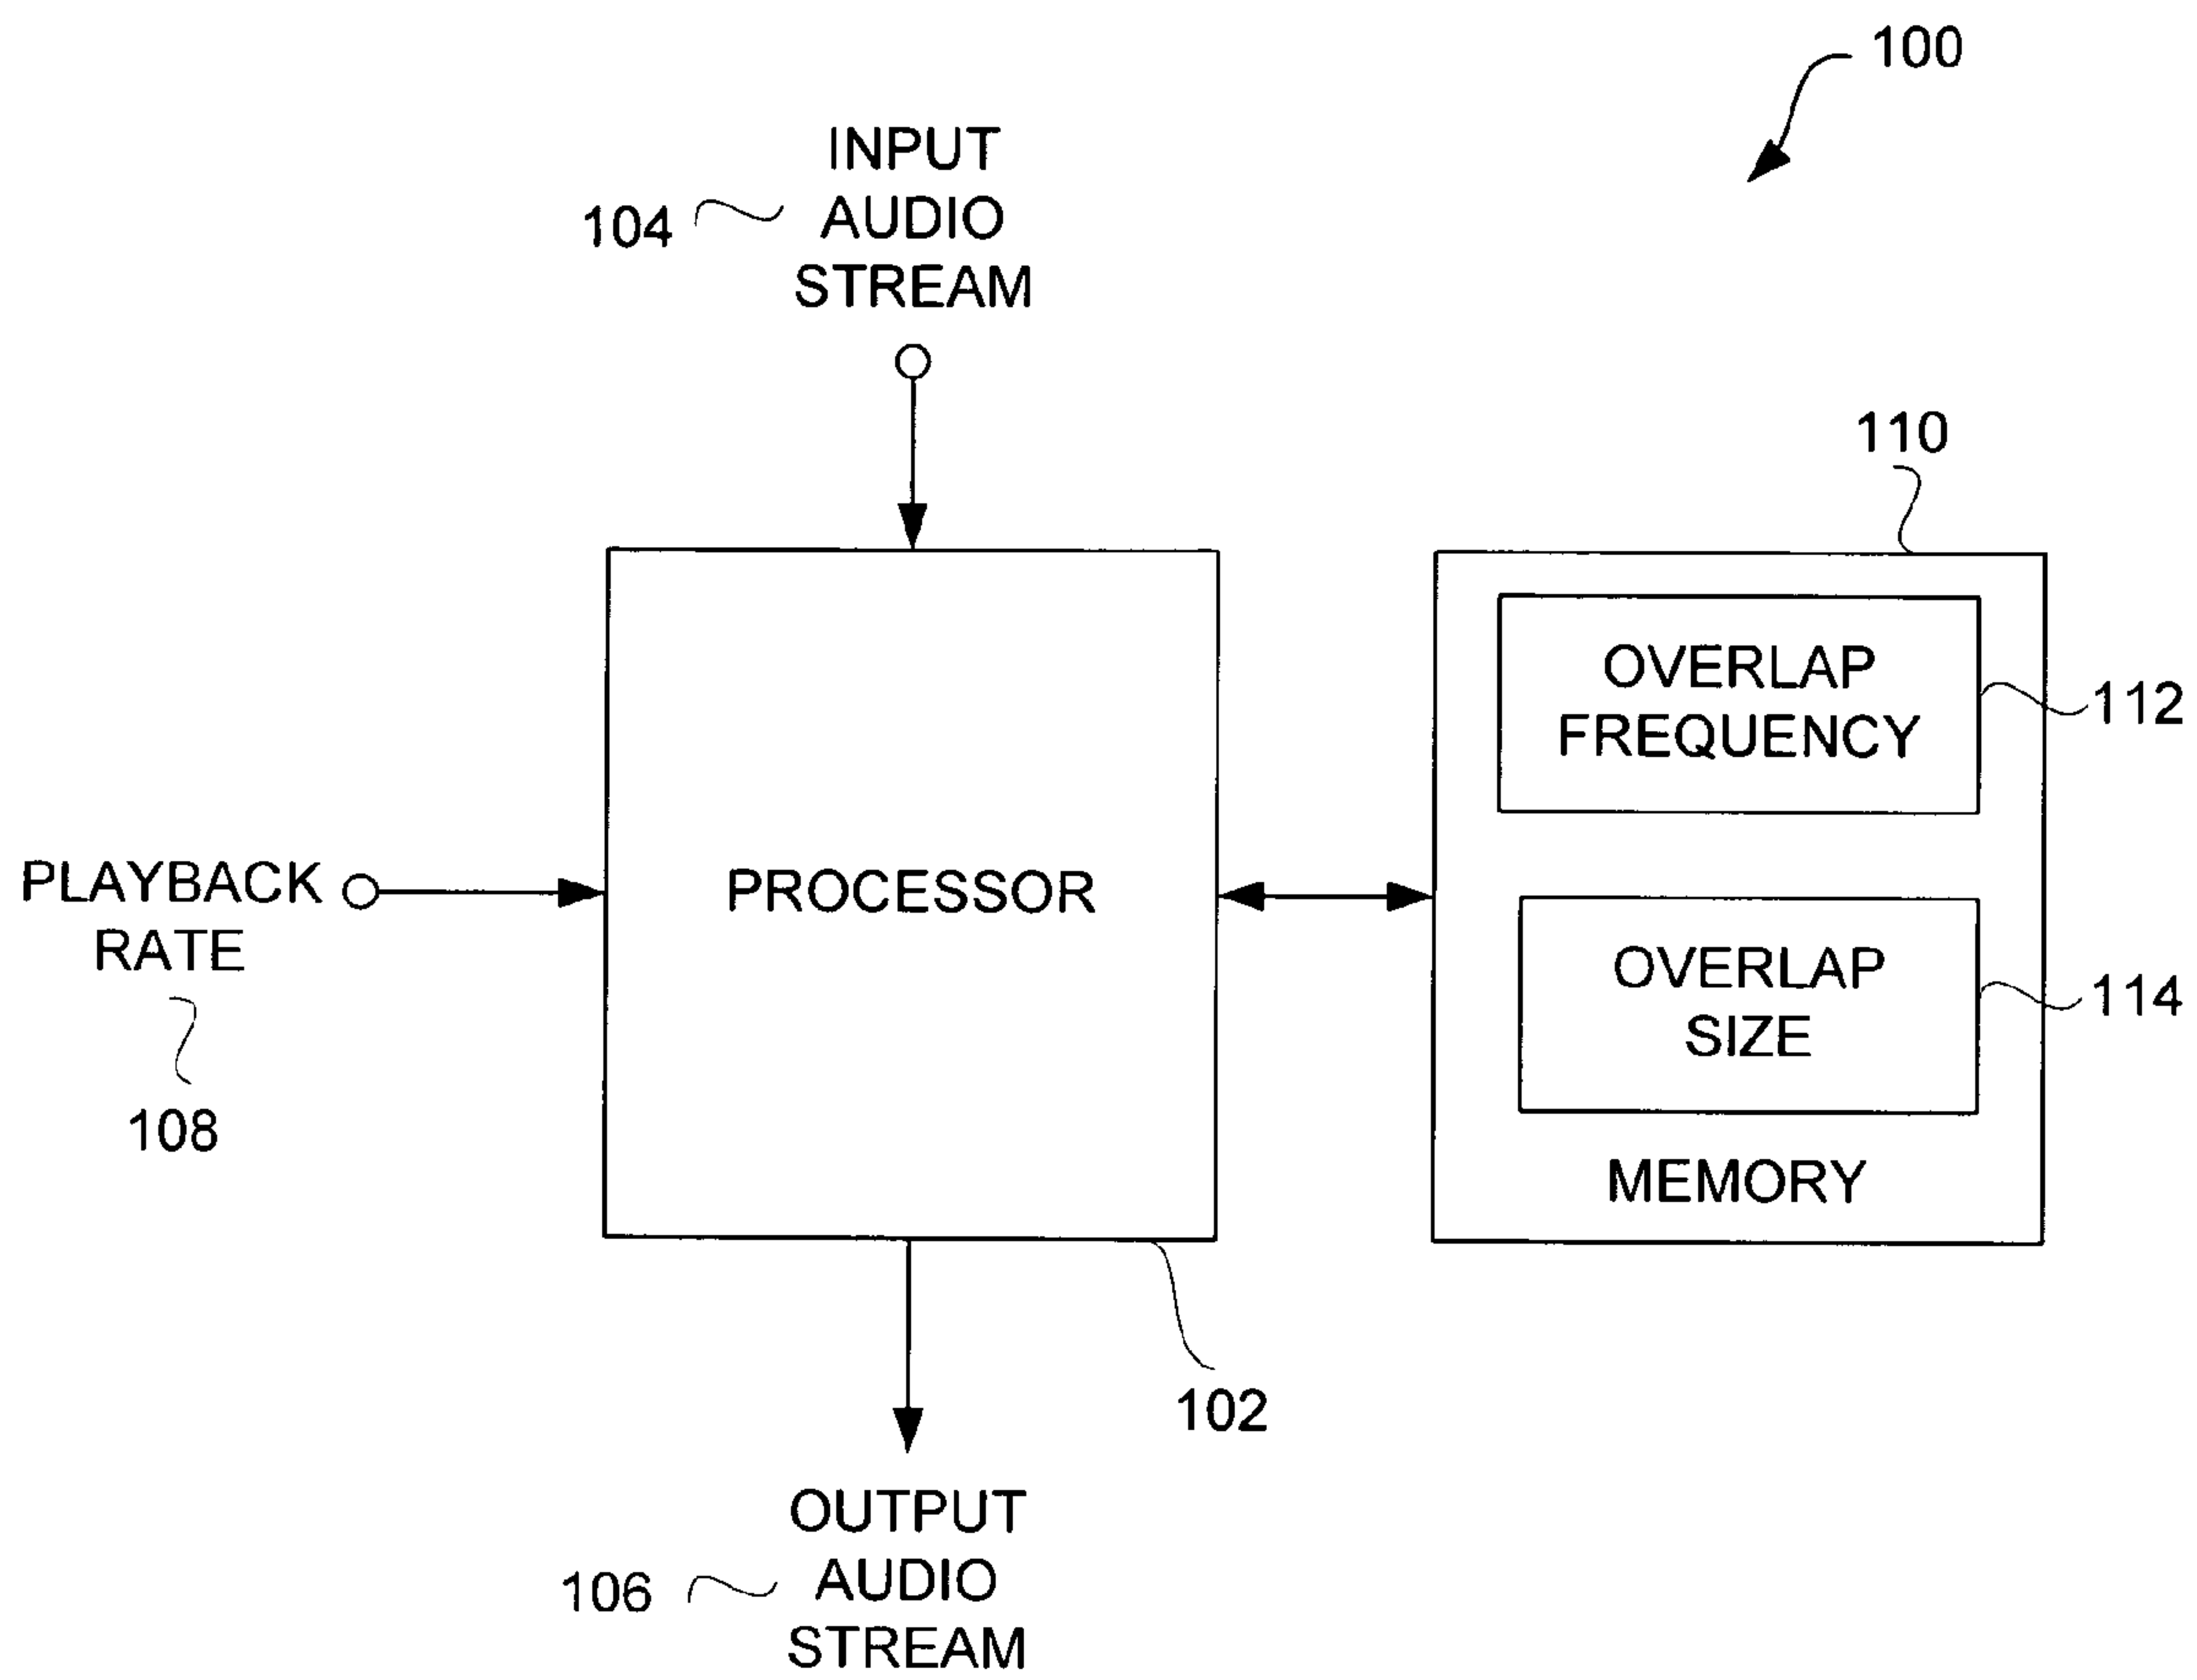 100
INPUT
AUDIO
STREAM
104
110
OVERLAP
FREQUENCY
112
PLAYBACK
RATE
108
PROCESSOR
OVERLAP
SIZE
114
MEMORY
102
OUTPUT
AUDIO
STREAM
106